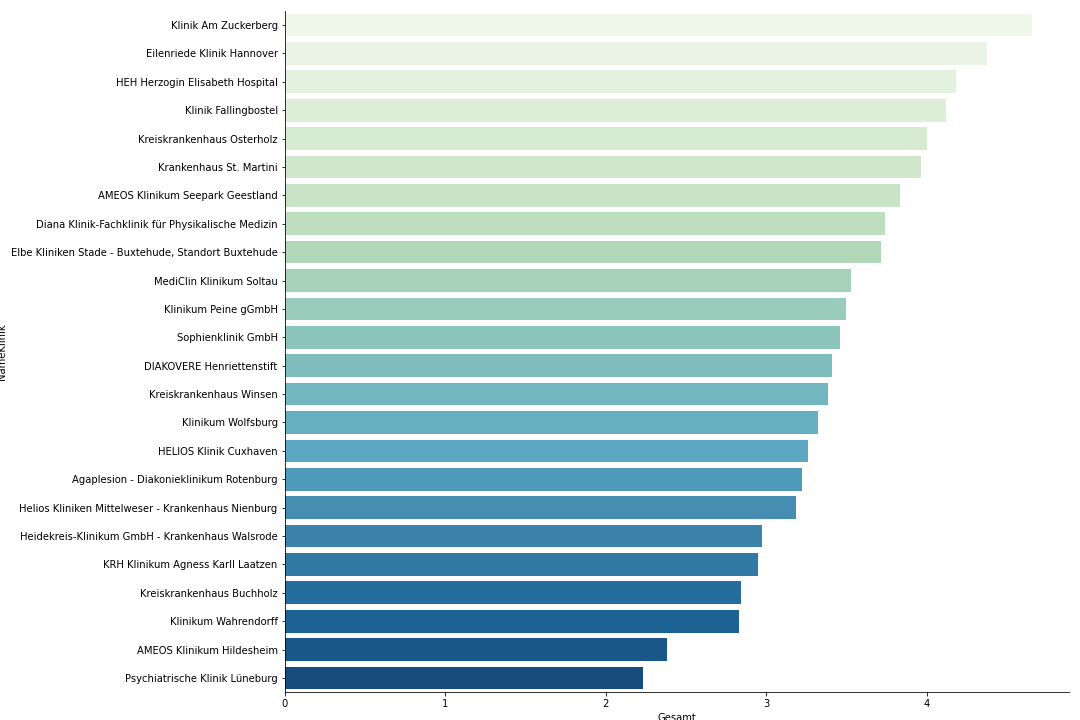 Klinik Am Zuckerberg
Eilenriede Klinik Hannover
HEH Herzogin Elisabeth Hospital
Klinik Fallingbostel
Kreiskrankenhaus Osterholz
Krankenhaus St. Martini
AMEOS Klinikum Seepark Geestland
Diana Klinik-Fachklinik für Physikalische Medizin
Elbe Kliniken Stade - Buxtehude, Standort Buxtehude
MediClin Klinikum Soltau
Klinikum Peine gGmbH
Sophienklinik GmbH
DIAKOVERE Henriettenstift
Kreiskrankenhaus Winsen
Klinikum Wolfsburg
HELIOS Klinik Cuxhaven
Agaplesion - Diakonieklinikum Rotenburg
Helios Kliniken Mittelweser - Krankenhaus Nienburg
Heidekreis-Klinikum GmbH - Krankenhaus Walsrode
KRH Klinikum Agness Karll Laatzen
Kreiskrankenhaus Buchholz
Klinikum Wahrendorff
AMEOS Klinikum Hildesheim
Psychiatrische Klinik Lüneburg
NameKlinik
0 1 2 3 4
Gesamt